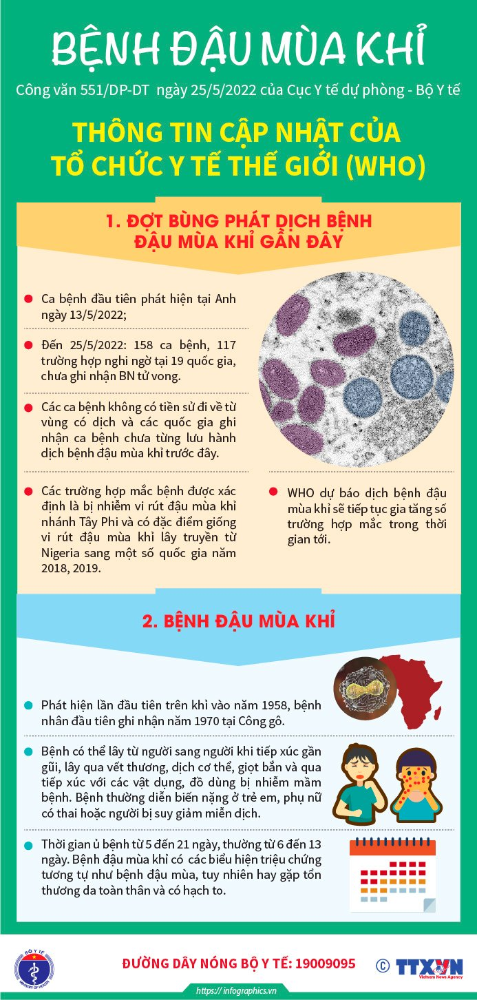 BỆNH ĐẬU MÙA KHỈ
Công văn 551/DP-DT ngày 25/5/2022 của Cục Y tế dự phòng - Bộ Y tế
THÔNG TIN CẬP NHẬT CỦA
TỔ CHỨC Y TẾ THẾ GIỚI (WHO)
1. ĐỢT BÙNG PHÁT DỊCH BỆNH
ĐẬU MÙA KHỈ GẦN ĐÂY
Ca bệnh đầu tiên phát hiện tại Anh
ngày 13/5/2022;
Đến 25/5/2022: 158 ca bệnh, 117
trường hợp nghi ngờ tại 19 quốc gia,
chưa ghi nhận BN tử vong.
Các ca bệnh không có tiền sử đi về từ
vùng có dịch và các quốc gia ghi
nhận ca bệnh chưa từng lưu hành
dịch bệnh đậu mùa khỉ trước đây.
Các trường hợp mắc bệnh được xác
định là bị nhiễm vi rút đậu mùa khỉ
nhánh Tây Phi và có đặc điểm giống
vi rút đậu mùa khỉ lây truyền từ
Nigeria sang một số quốc gia năm
2018, 2019.
WHO dự báo dịch bệnh đậu
mùa khỉ sẽ tiếp tục gia tăng số
trường hợp mắc trong thời
gian tới.
2. BỆNH ĐẬU MÙA KHỈ
Phát hiện lần đầu tiên trên khỉ vào năm 1958, bệnh
nhân đầu tiên ghi nhận năm 1970 tại Công gô.
Bệnh có thể lây từ người sang người khi tiếp xúc gần
gũi, lây qua vết thương, dịch cơ thể, giọt bắn và qua
tiếp xúc với các vật dụng, đồ dùng bị nhiễm mầm
bệnh. Bệnh thường diễn biến nặng ở trẻ em, phụ nữ
có thai hoặc người bị suy giảm miễn dịch.
Thời gian ủ bệnh từ 5 đến 21 ngày, thường từ 6 đến 13
ngày. Bệnh đậu mùa khỉ có các biểu hiện triệu chứng
tương tự như bệnh đậu mùa, tuy nhiên hay gặp tổn
thương da toàn thân và có hạch to.
BỘ Y TẾ
MINISTRY OF HEALTH
ĐƯỜNG DÂY NÓNG BỘ Y TẾ: 19009095
© TTXVN
Vietnam News Agency
https:// infographics.vn